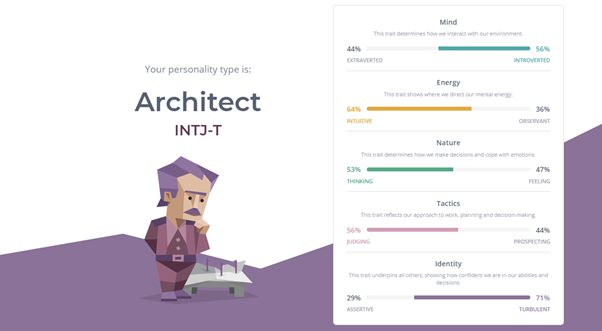 Your personality type is:
Architect
INTJ-T
Mind
This trait determines how we interact with our environment.
44% 56%
EXTRAVERTED INTROVERTED
Energy
This trait shows where we direct our mental energy.
64% 36%
INTUITIVE OBSERVANT
Nature
This trait determines how we make decisions and cope with emotions.
53% 47%
THINKING FEELING
Tactics
This trait reflects our approach to work, planning and decision-making.
56% 44%
JUDGING PROSPECTING
Identity
This trait underpins all others, showing how confident we are in our abilities and
decisions.
29% 71%
ASSERTIVE TURBULENT